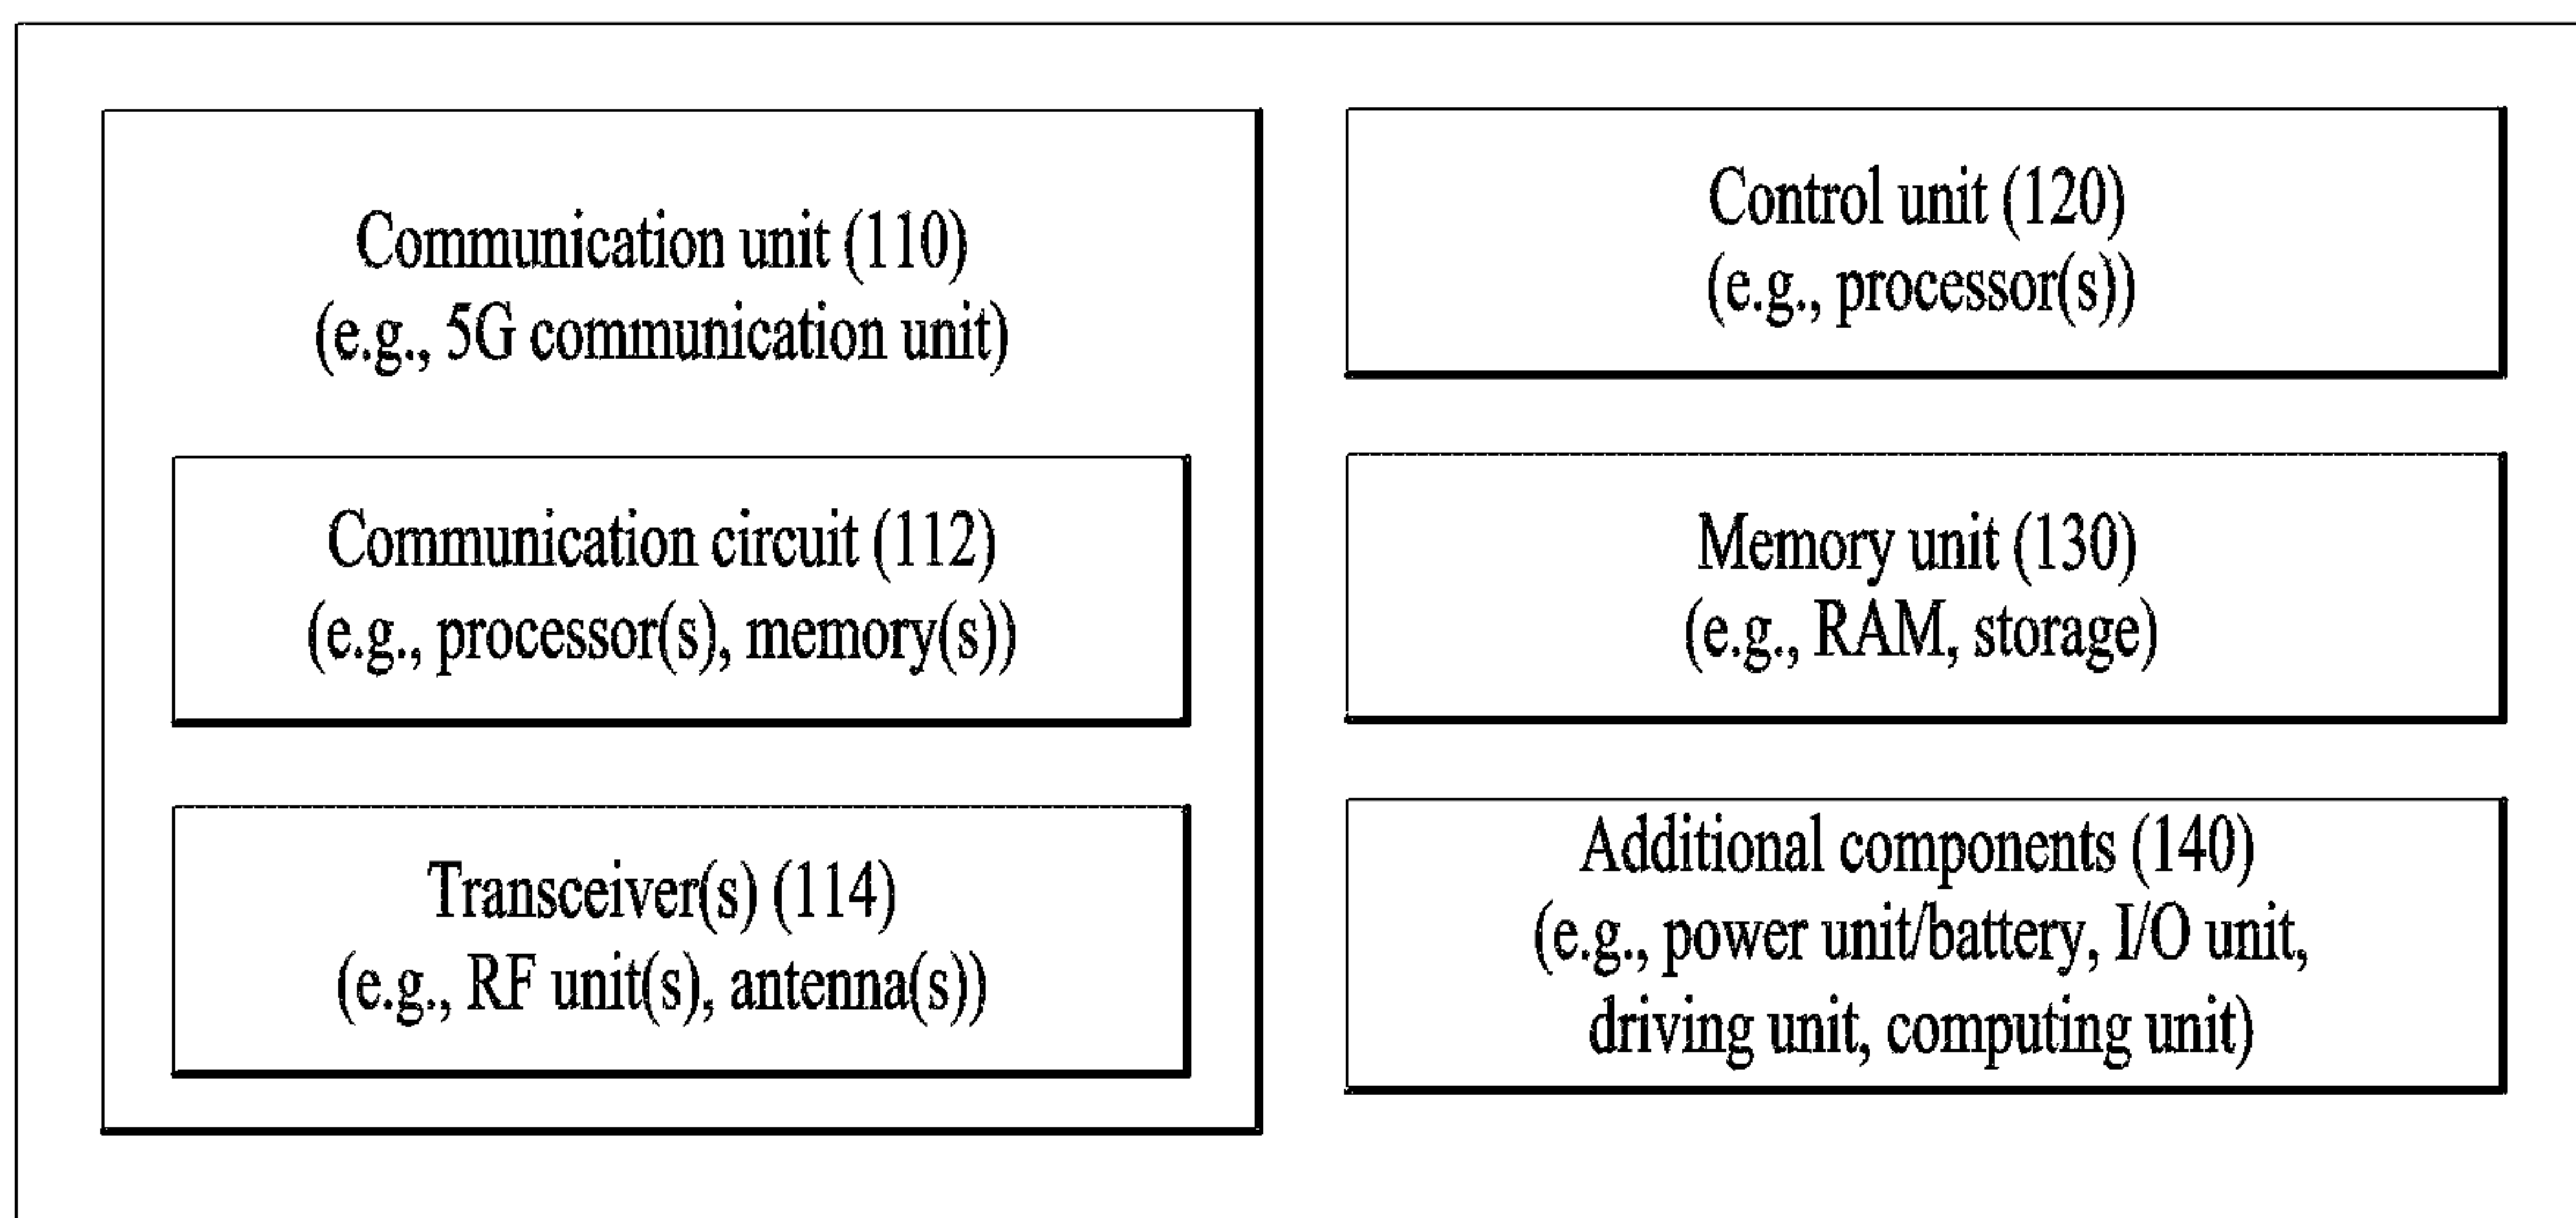 Communication unit (110)
(e.g., 5G communication unit)
Communication circuit (112)
(e.g., processor(s), memory(s))
Transceiver(s) (114)
(e.g., RF unit(s), antenna(s))
Control unit (120)
(e.g., processor(s))
Memory unit (130)
(e.g., RAM, storage)
Additional components (140)
(e.g., power unit/battery, I/O unit,
driving unit, computing unit)